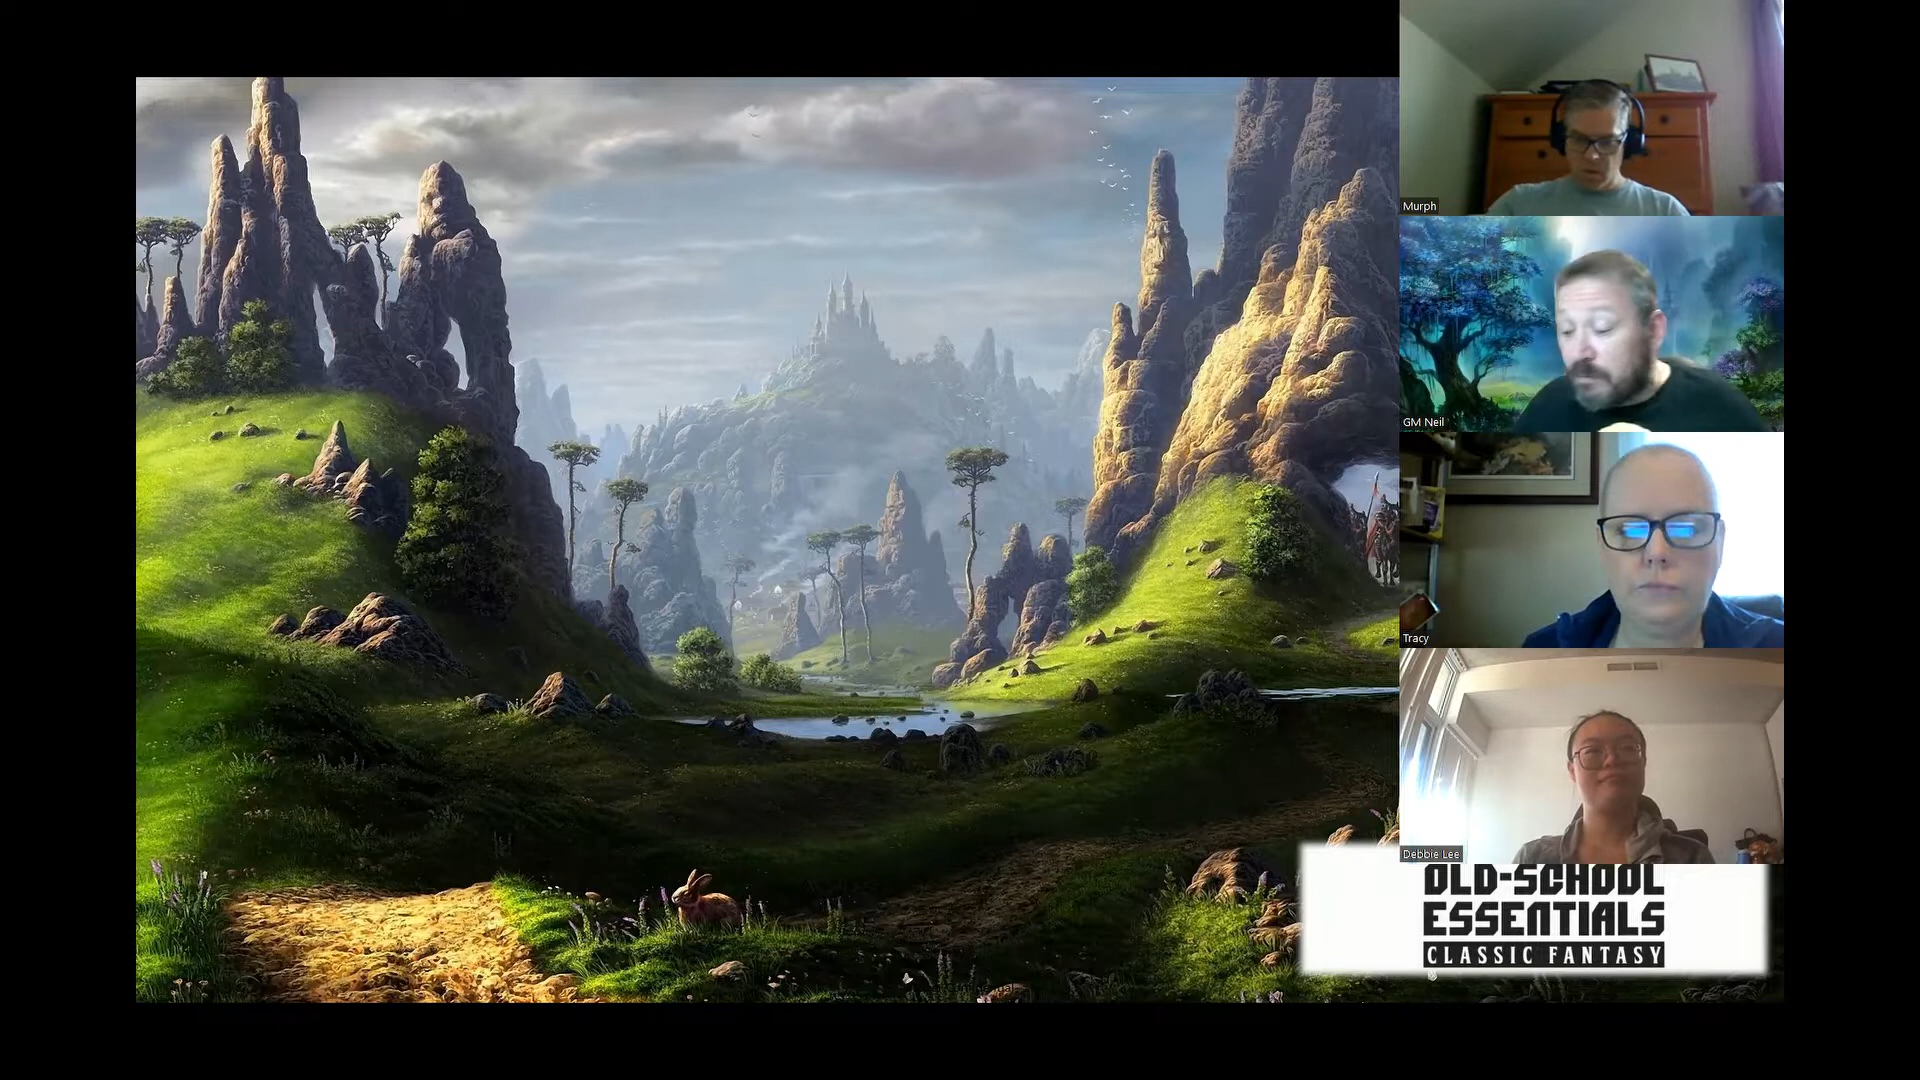 Murph
GM Neil
Tracy
Debbie Lee
OLD-SCHOOL
ESSENTIALS
CLASSIC FANTASY